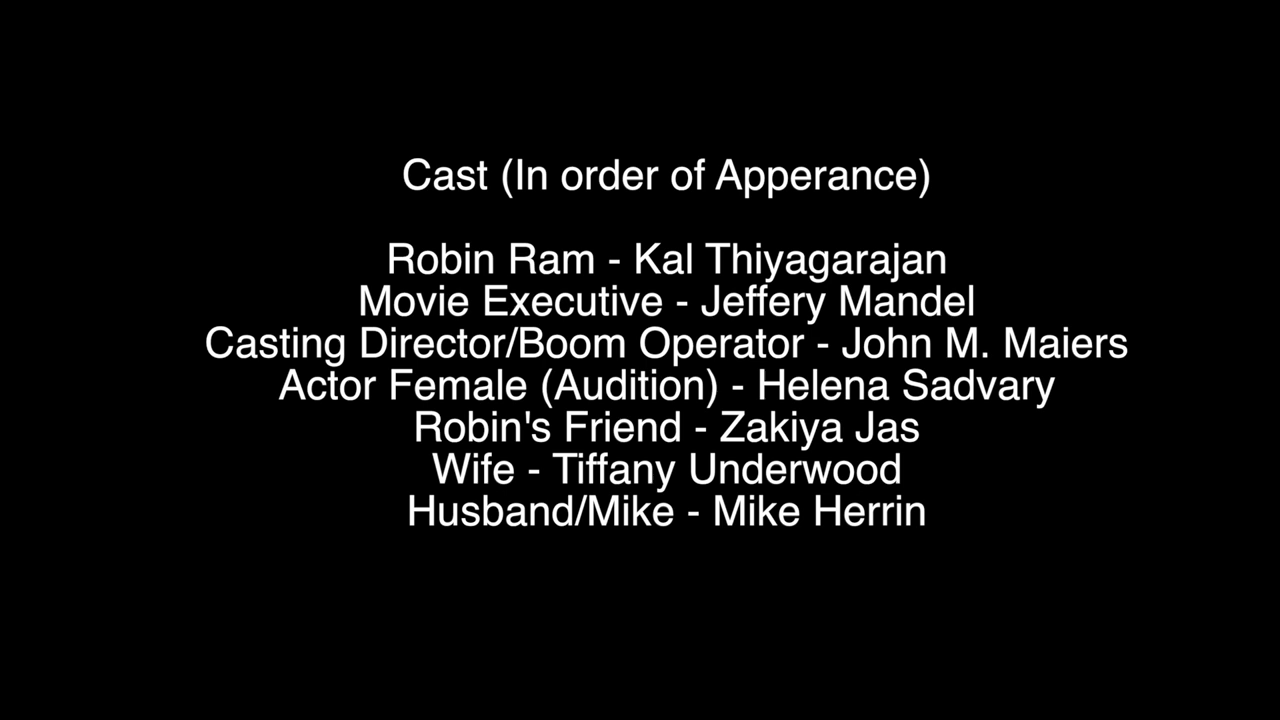 Cast (In order of Apperance)
Robin Ram - Kal Thiyagarajan
Movie Executive - Jeffery Mandel
Casting Director/Boom Operator - John M. Maiers
Actor Female (Audition) - Helena Sadvary
Robin's Friend - Zakiya Jas
Wife - Tiffany Underwood
Husband/Mike - Mike Herrin